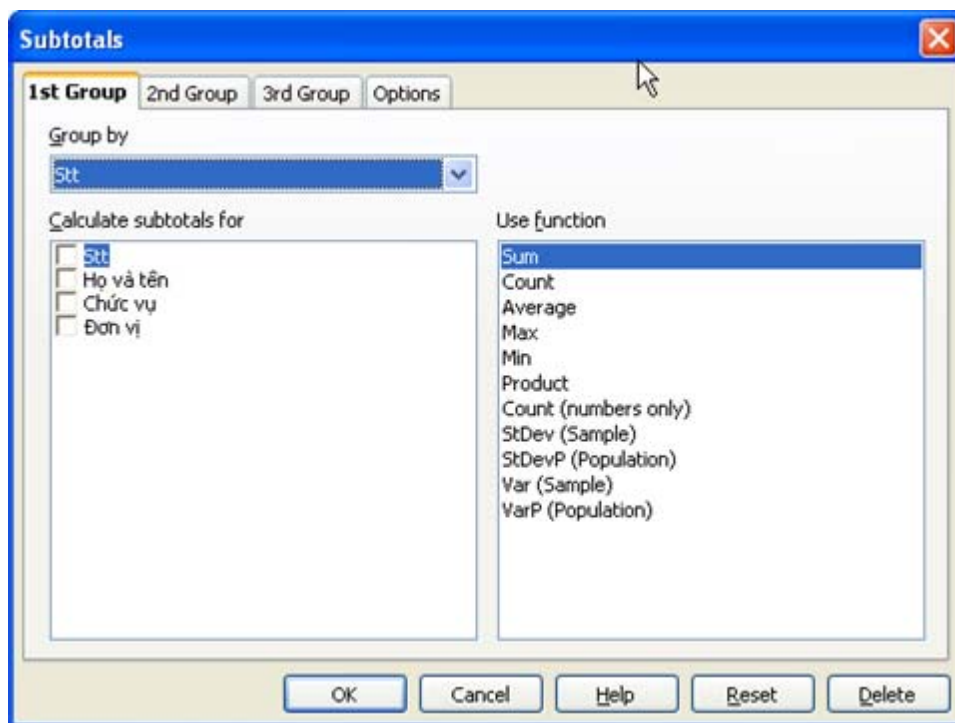 Subtotals
1st Group 2nd Group 3rd Group Options
Group by
Stt
Calculate subtotals for
Stt
Họ và tên
Chức vụ
Đơn vị
Use function
Sum
Count
Average
Max
Min
Product
Count (numbers only)
StDev (Sample)
StDevP (Population)
Var (Sample)
VarP (Population)
OK Cancel Help Reset Delete